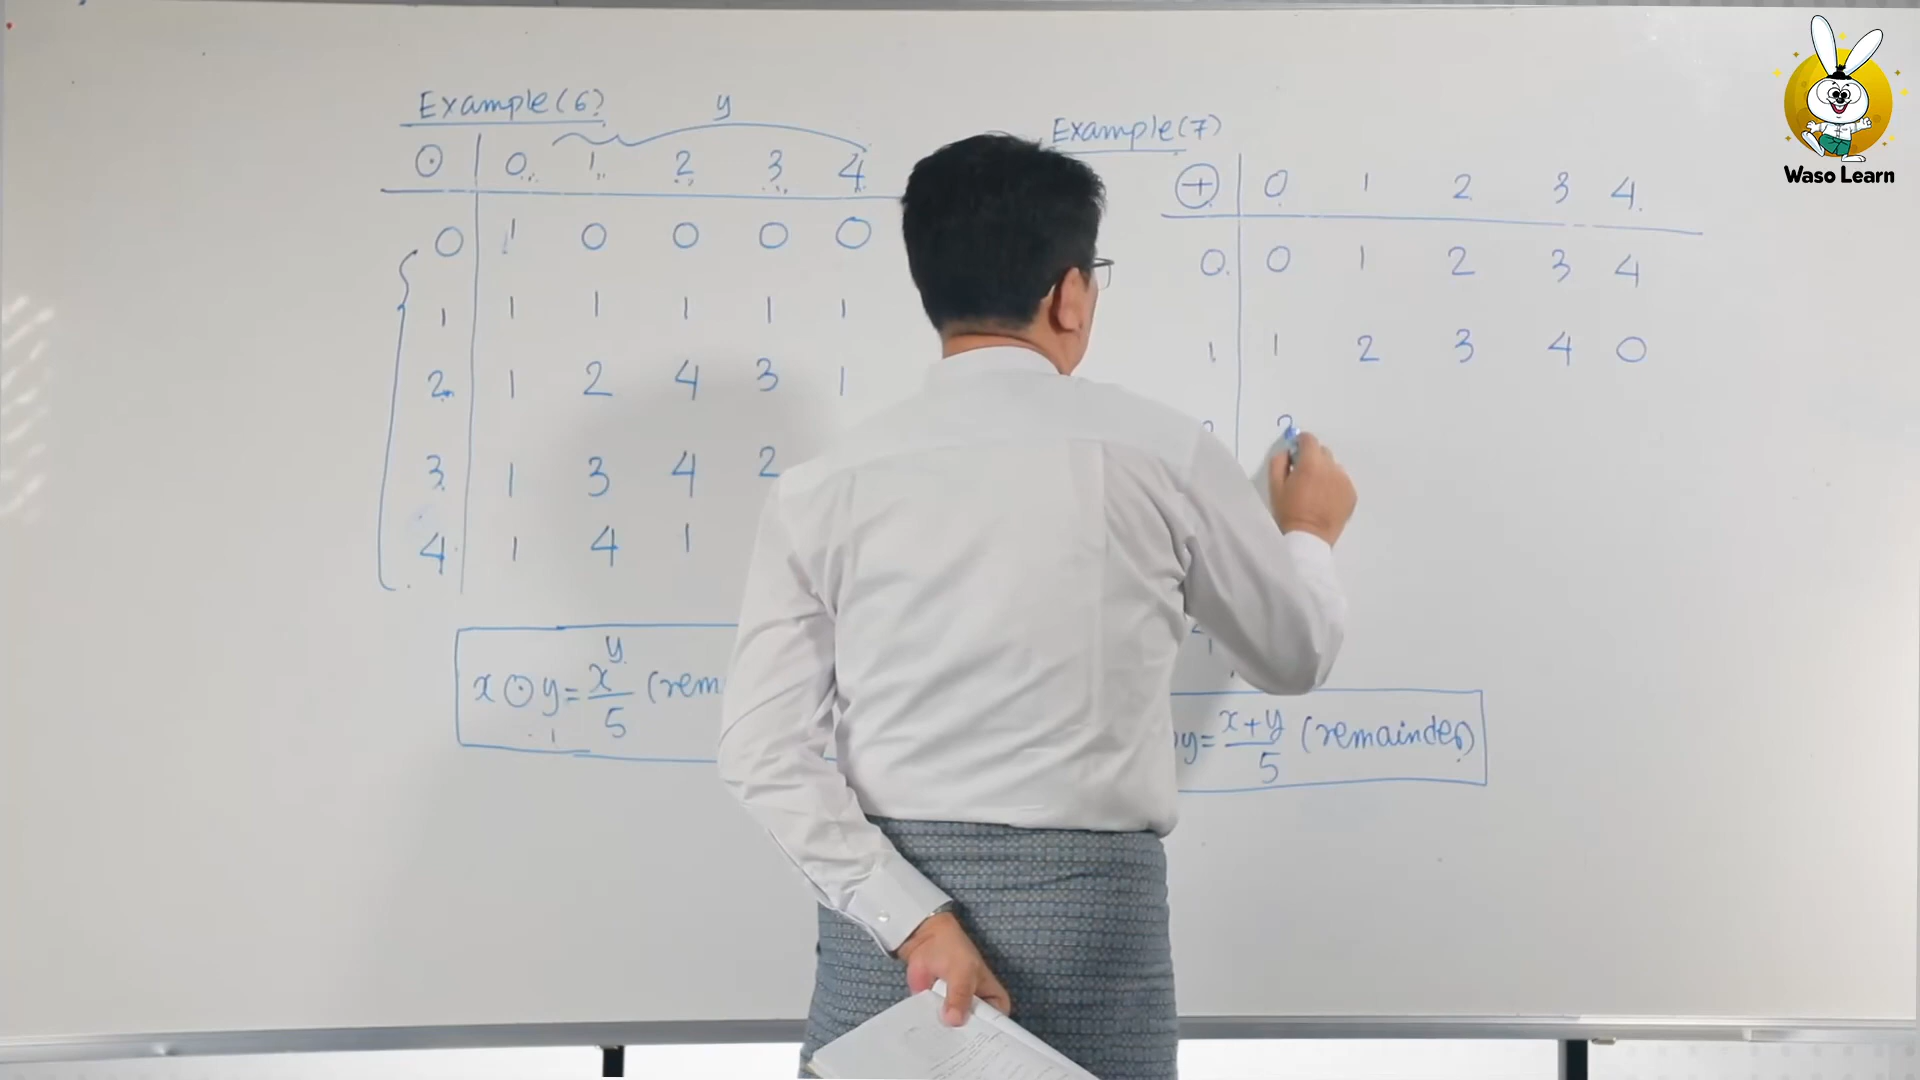 Example(6)
y
⊙ 0 1 2 3 4
0 1 0 0 0 0
1 1 1 1 1 1
2 1 2 4 3 1
3 1 3 4 2
4 1 4 1
x ⊙ y = x^y/5 (rem
Example(7)
⊕ 0 1 2 3 4
0 0 1 2 3 4
1 1 2 3 4 0
y = x+y/5 (remainder)
Waso Learn